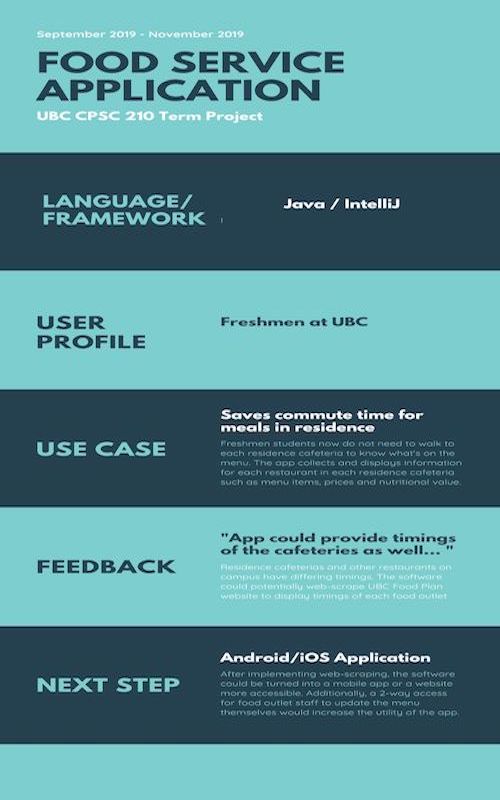 September 2019 - November 2019
FOOD SERVICE
APPLICATION
UBC CPSC 210 Term Project
LANGUAGE/
FRAMEWORK
Java / IntelliJ
USER
PROFILE
Freshmen at UBC
USE CASE
Saves commute time for
meals in residence
Freshmen students now do not need to walk to
each residence cafeteria to know what's on the
menu. The app collects and displays information
for each restaurant in each residence cafeteria
such as menu items, prices and nutritional value.
FEEDBACK
"App could provide timings
of the cafeteries as well... "
Residence cafeterias and other restaurants on
campus have differing timings. The software
could potentially web-scrape UBC Food Plan
website to display timings of each food outlet
NEXT STEP
Android/iOS Application
After implementing web-scraping, the software
could be turned into a mobile app or a website
more accessible. Additionally, a 2-way access
for food outlet staff to update the menu
themselves would increase the utility of the app.